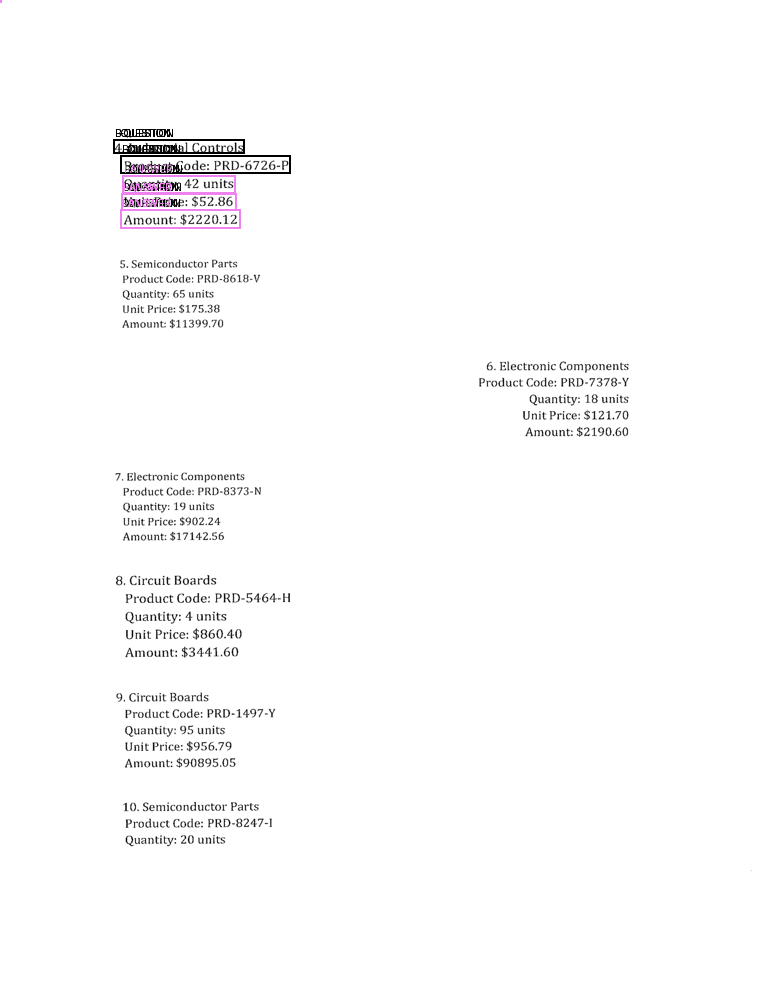 4. al Controls
Product Code: PRD-6726-P
Quantity: 42 units
$52.86
Amount: $2220.12
5. Semiconductor Parts
Product Code: PRD-8618-V
Quantity: 65 units
Unit Price: $175.38
Amount: $11399.70
6. Electronic Components
Product Code: PRD-7378-Y
Quantity: 18 units
Unit Price: $121.70
Amount: $2190.60
7. Electronic Components
Product Code: PRD-8373-N
Quantity: 19 units
Unit Price: $902.24
Amount: $17142.56
8. Circuit Boards
Product Code: PRD-5464-H
Quantity: 4 units
Unit Price: $860.40
Amount: $3441.60
9. Circuit Boards
Product Code: PRD-1497-Y
Quantity: 95 units
Unit Price: $956.79
Amount: $90895.05
10. Semiconductor Parts
Product Code: PRD-8247-I
Quantity: 20 units